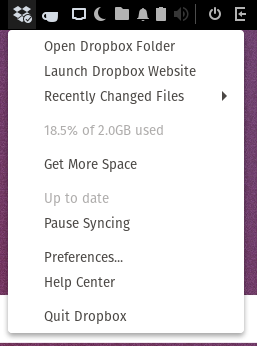 Open Dropbox Folder
Launch Dropbox Website
Recently Changed Files
18.5% of 2.0GB used
Get More Space
Up to date
Pause Syncing
Preferences...
Help Center
Quit Dropbox